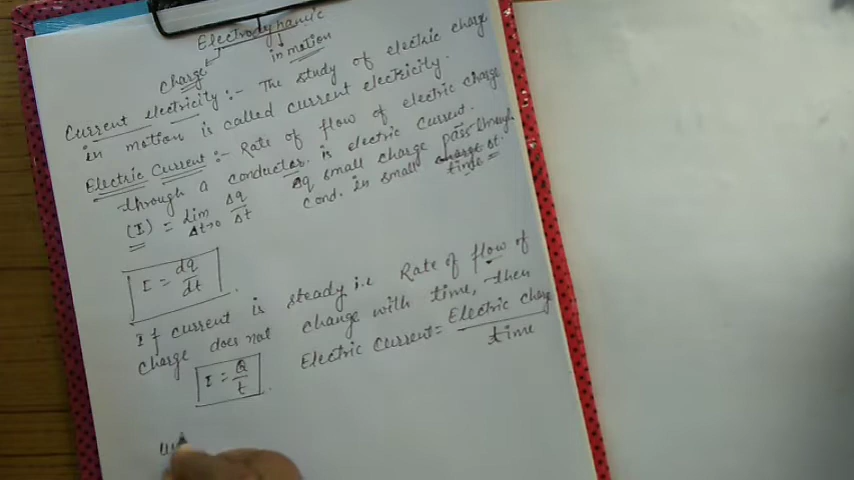 Electrodynamic
charge in motion
Current electricity :- The study of electric charge
in motion is called current electricity.
Electric Current :- Rate of flow of electric charge
through a conductor is electric current.
(I) = lim Δt→0 Δq/Δt Δq small charge pass through
cond. in small time
I = dq/dt
If current is steady i.e Rate of flow of
charge does not change with time, then
I = Q/t Electric Current = Electric charge/time